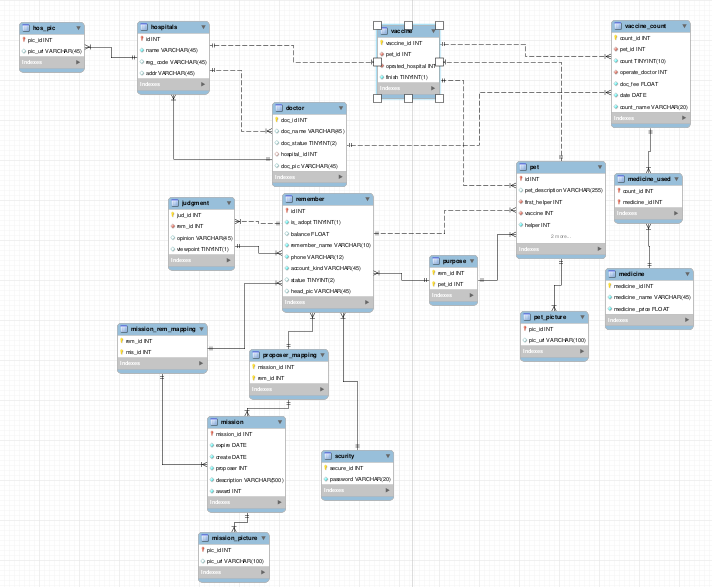 hos_pic
pic_id INT
pic_url VARCHAR(45)
Indexes
hospitals
id INT
name VARCHAR(45)
reg_code VARCHAR(45)
addr VARCHAR(45)
Indexes
vaccine
vaccine_id INT
pet_id INT
operated_hospital INT
finish TINYINT(1)
Indexes
vaccine_count
count_id INT
pet_id INT
count TINYINT(10)
operate_doctor INT
doc_fee FLOAT
date DATE
count_name VARCHAR(20)
Indexes
doctor
doc_id INT
doc_name VARCHAR(45)
doc_status TINYINT(2)
hospital_id INT
doc_pic VARCHAR(45)
Indexes
pet
id INT
pet_description VARCHAR(255)
first_helper INT
vaccine INT
helper INT
2 more...
Indexes
medicine_used
count_id INT
medicine_id INT
Indexes
judgment
jud_id INT
rem_id INT
opinion VARCHAR(45)
viewpoint TINYINT(1)
Indexes
remember
id INT
is_adopt TINYINT(1)
balance FLOAT
remember_name VARCHAR(10)
phone VARCHAR(12)
account_kind VARCHAR(45)
status TINYINT(2)
head_pic VARCHAR(45)
Indexes
purpose
rem_id INT
pet_id INT
Indexes
medicine
medicine_id INT
medicine_name VARCHAR(45)
medicine_price FLOAT
Indexes
pet_picture
pic_id INT
pic_url VARCHAR(100)
Indexes
mission_rem_mapping
rem_id INT
mis_id INT
Indexes
proposer_mapping
mission_id INT
rem_id INT
Indexes
mission
mission_id INT
expire DATE
create DATE
proposer INT
description VARCHAR(500)
award INT
Indexes
scurity
secure_id INT
password VARCHAR(20)
Indexes
mission_picture
pic_id INT
pic_url VARCHAR(100)
Indexes